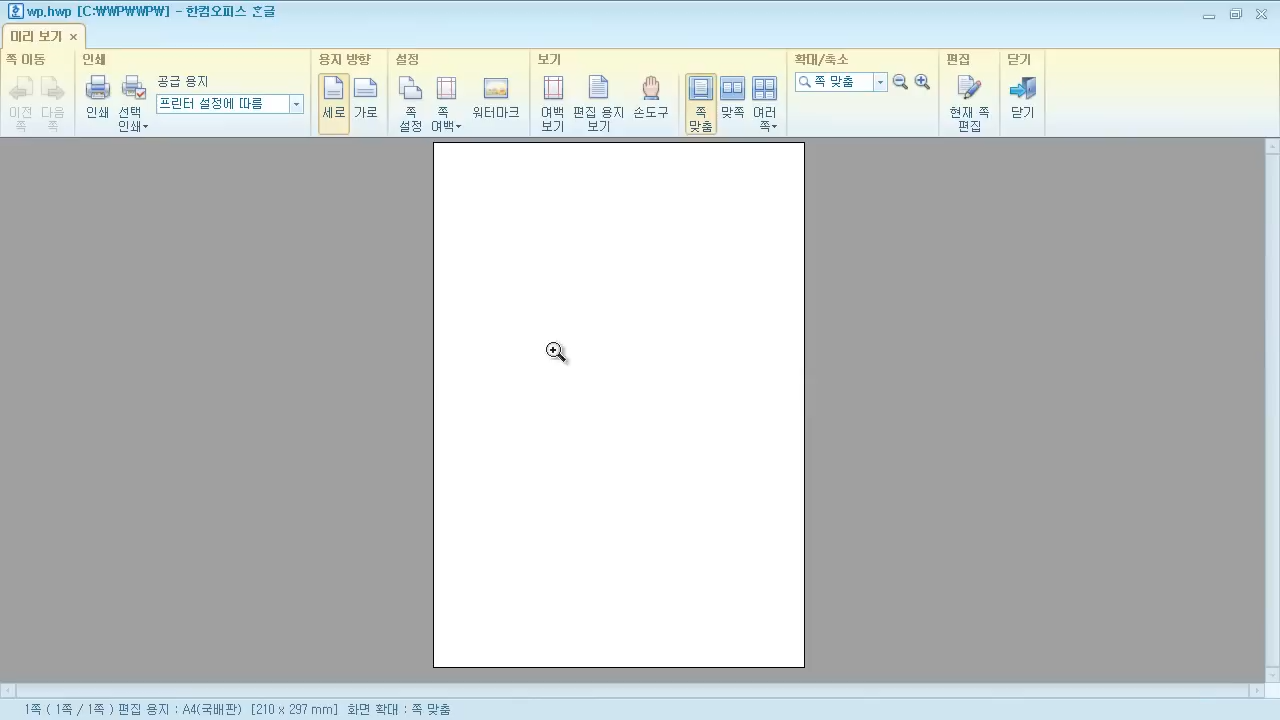 wp.hwp [C:₩WP₩WPW] - 한컴오피스 흔글
미리 보기 ×
쪽 이동 인쇄 용지 방향 설정 보기 확대/축소 편집 닫기
공급 용지
프린터 설정에 따름
쪽 맞춤
이전 쪽
다음 쪽
인쇄
선택 인쇄
세로
가로
쪽 설정
쪽 여백
워터마크
여백 보기
편집 용지 보기
손도구
쪽 맞춤
맞쪽
여러 쪽
현재 쪽 편집
닫기
1쪽 ( 1쪽 / 1쪽 ) 편집 용지 : A4(국배판) [210 x 297 mm] 화면 확대 : 쪽 맞춤